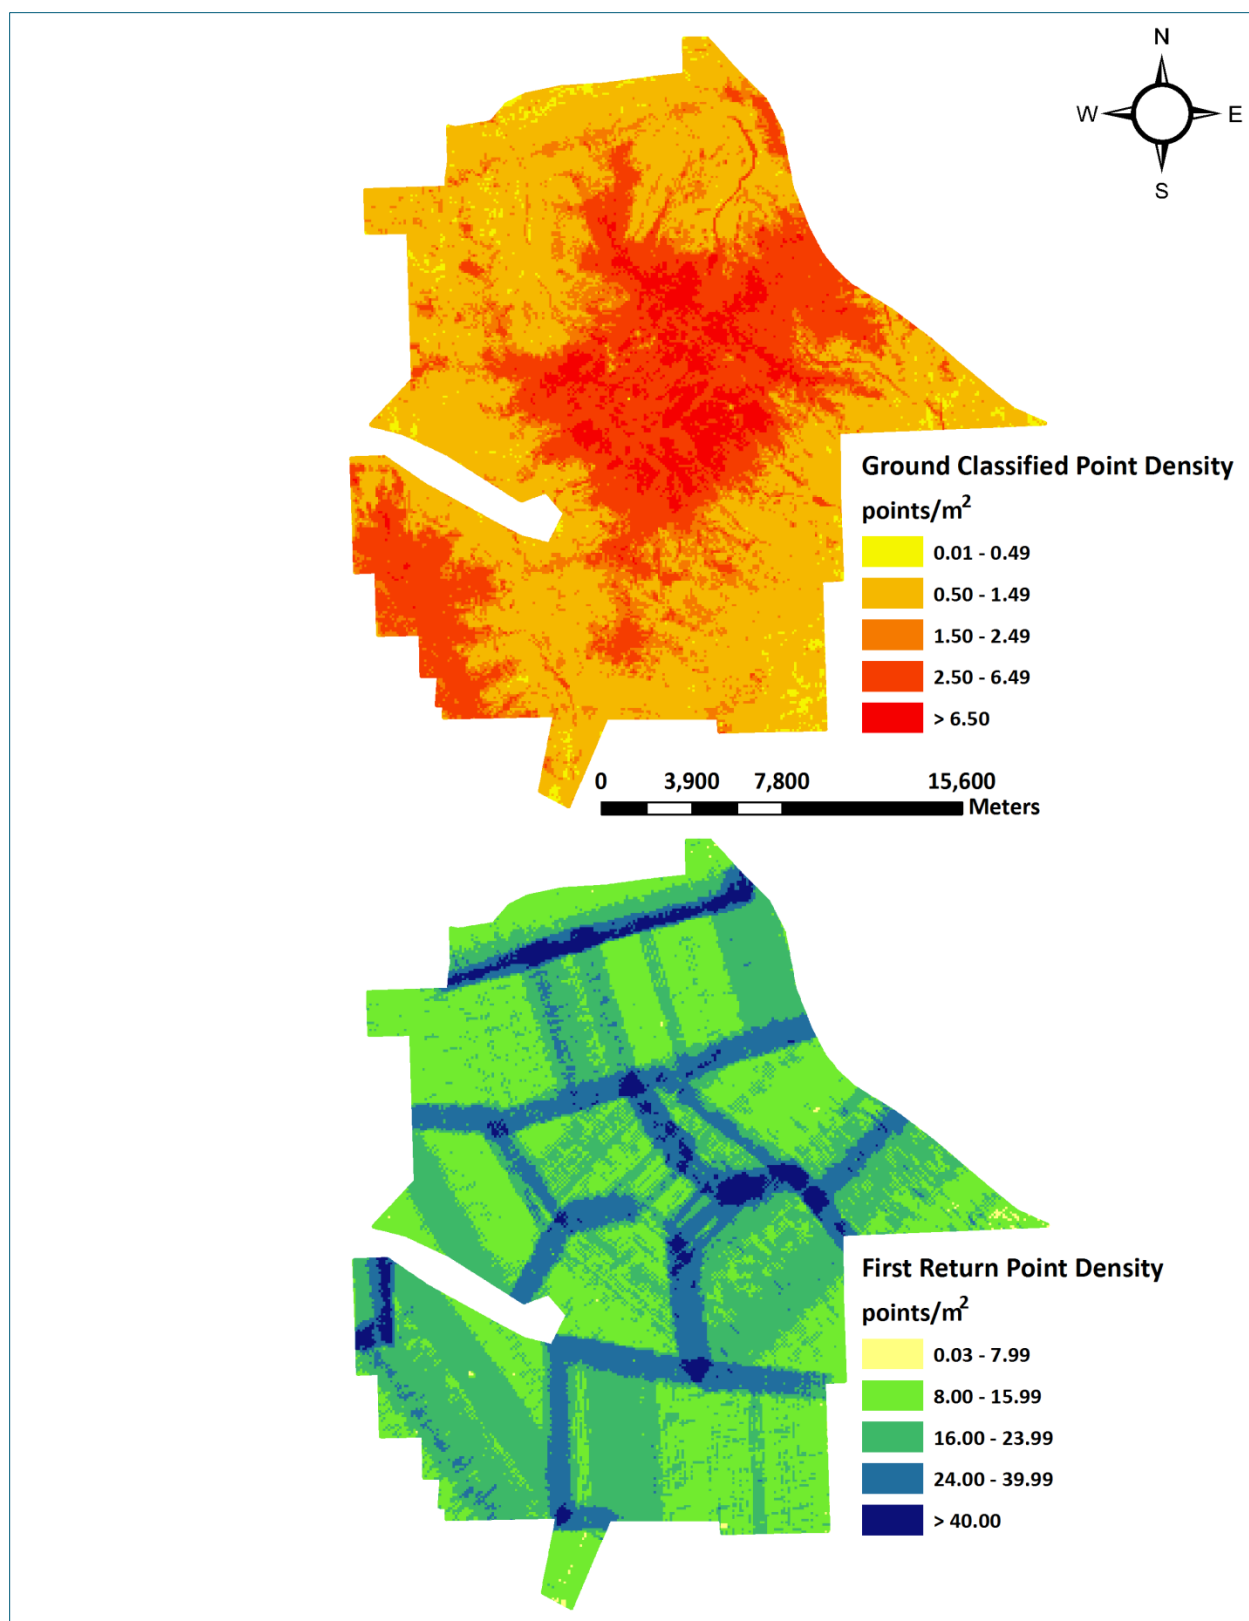 N
W E
S
Ground Classified Point Density
points/m²
0.01 - 0.49
0.50 - 1.49
1.50 - 2.49
2.50 - 6.49
> 6.50
0 3,900 7,800 15,600
Meters
First Return Point Density
points/m²
0.03 - 7.99
8.00 - 15.99
16.00 - 23.99
24.00 - 39.99
> 40.00